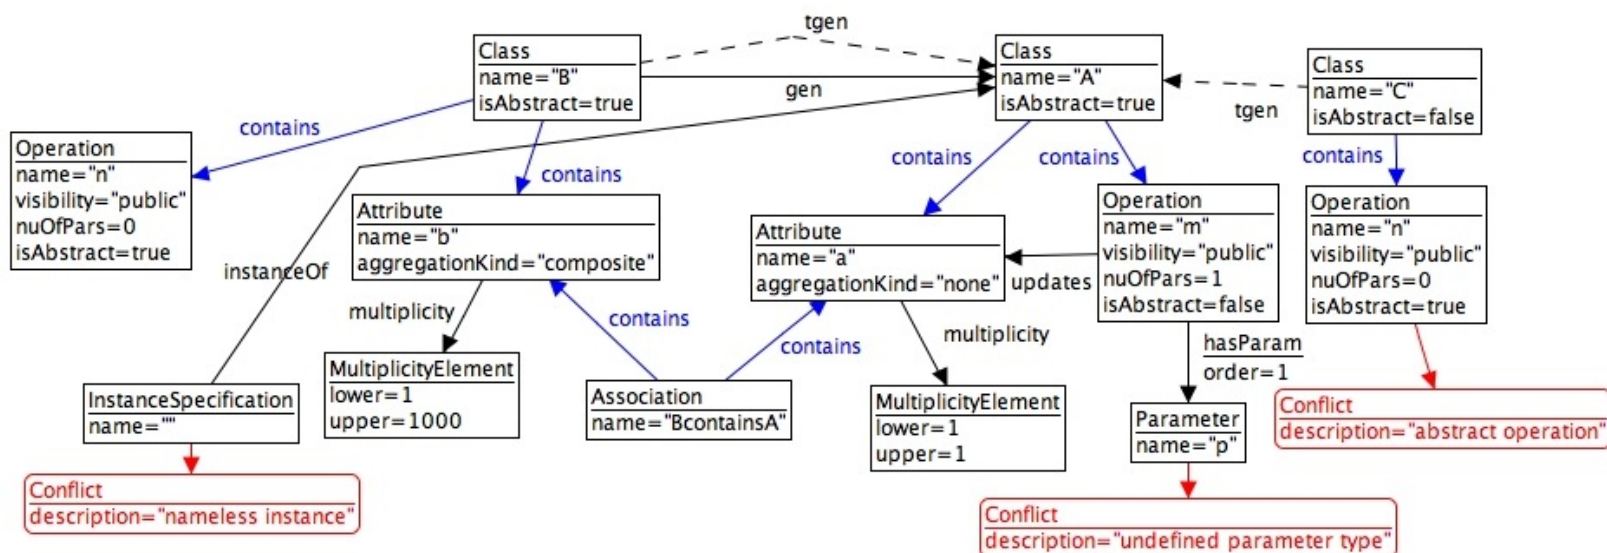 tgen
Class
name="B"
isAbstract=true
gen
Class
name="A"
isAbstract=true
tgen
Class
name="C"
isAbstract=false
contains
contains
contains
contains
contains
Operation
name="n"
visibility="public"
nuOfPars=0
isAbstract=true
instanceOf
Attribute
name="b"
aggregationKind="composite"
Attribute
name="a"
aggregationKind="none"
updates
Operation
name="m"
visibility="public"
nuOfPars=1
isAbstract=false
Operation
name="n"
visibility="public"
nuOfPars=0
isAbstract=true
multiplicity
contains
contains
multiplicity
hasParam
order=1
InstanceSpecification
name=""
MultiplicityElement
lower=1
upper=1000
Association
name="BcontainsA"
MultiplicityElement
lower=1
upper=1
Parameter
name="p"
Conflict
description="abstract operation"
Conflict
description="nameless instance"
Conflict
description="undefined parameter type"